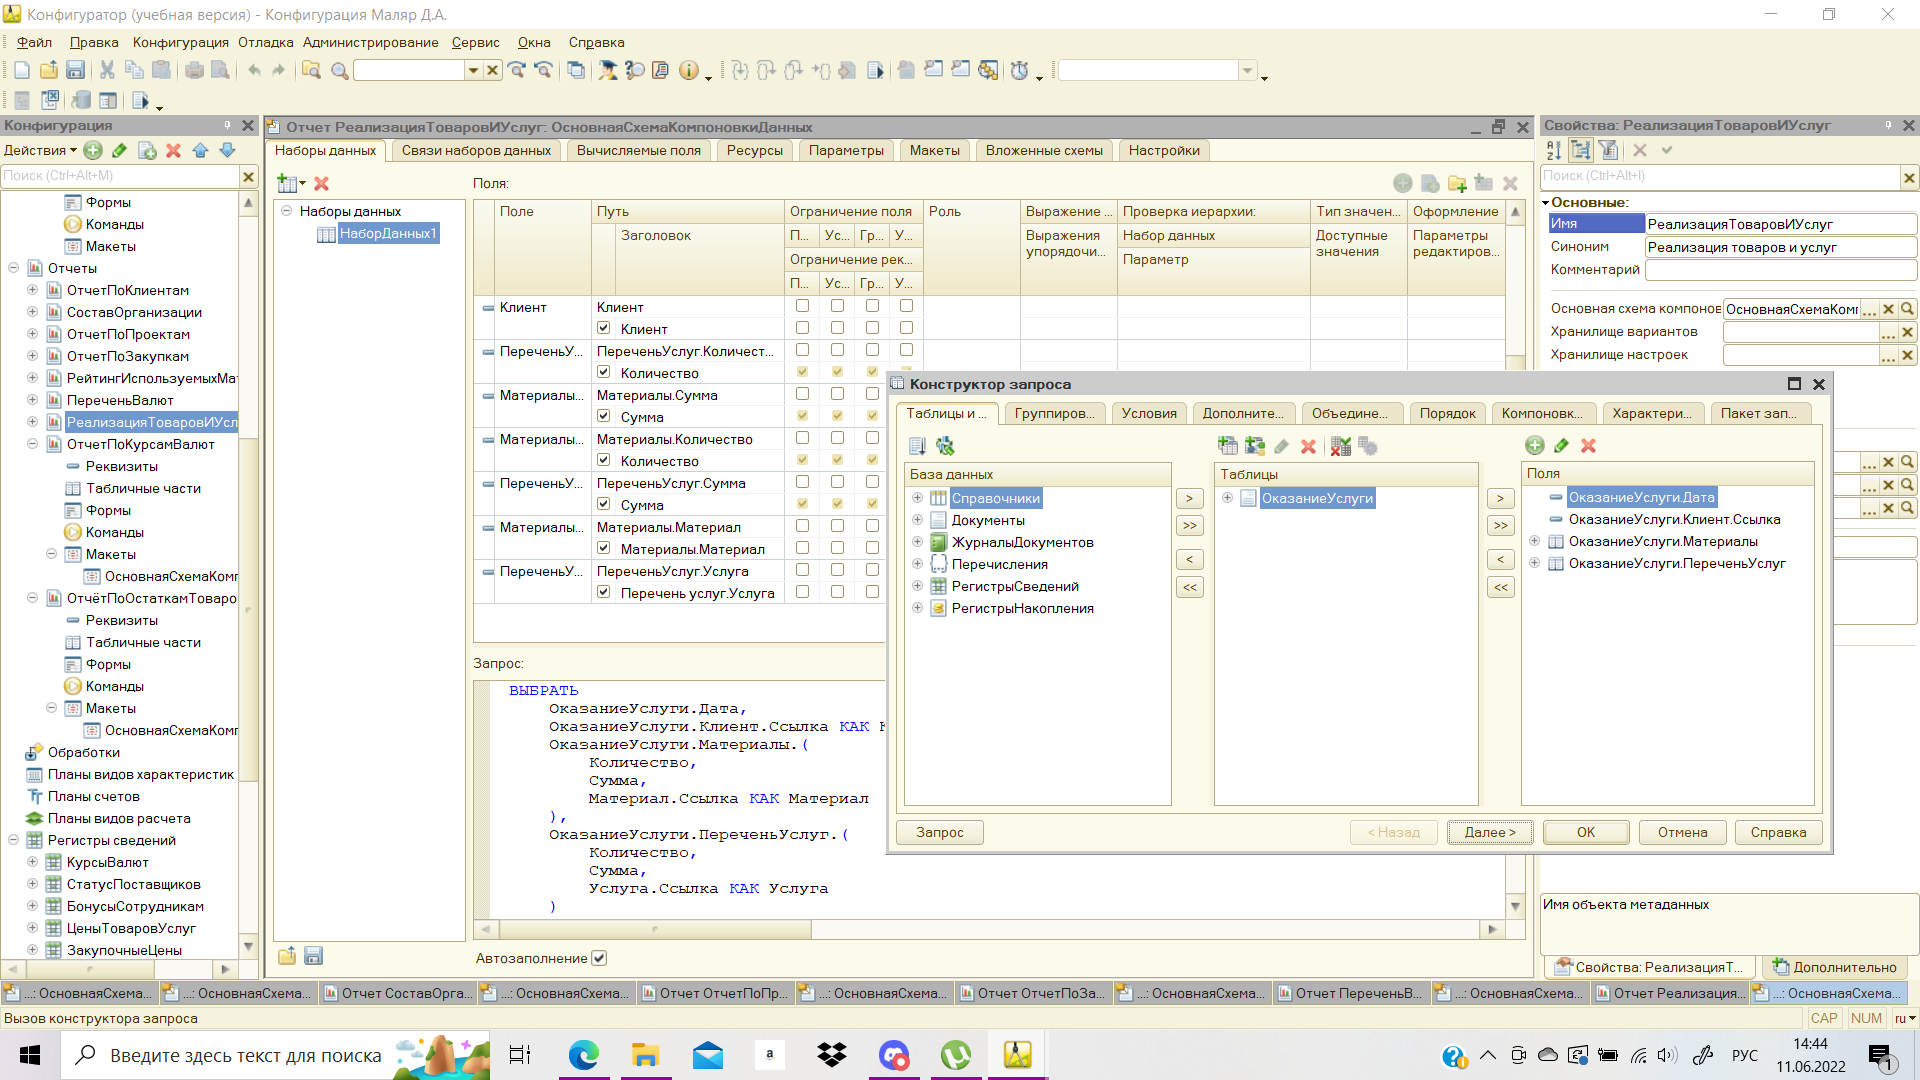 Конфигуратор (учебная версия) - Конфигурация Маляр Д.А.
Файл Правка Конфигурация Отладка Администрирование Сервис Окна Справка
Конфигурация
Действия
Поиск (Ctrl+Alt+M)
Формы
Команды
Макеты
Отчеты
ОтчетПоКлиентам
СоставОрганизации
ОтчетПоПроектам
ОтчетПоЗакупкам
РейтингИспользуемыхМа
ПереченьВалют
РеализацияТоваровИУсл
ОтчетПоКурсамВалют
Реквизиты
Табличные части
Формы
Команды
Макеты
ОсновнаяСхемаКомп
ОтчётПоОстаткамТоваро
Реквизиты
Табличные части
Формы
Команды
Макеты
ОсновнаяСхемаКомп
Обработки
Планы видов характеристик
Планы счетов
Планы видов расчета
Регистры сведений
КурсыВалют
СтатусПоставщиков
БонусыСотрудникам
ЦеныТоваровУслуг
ЗакупочныеЦены
Отчет РеализацияТоваровИУслуг: ОсновнаяСхемаКомпоновкиДанных
Наборы данных Связи наборов данных Вычисляемые поля Ресурсы Параметры Макеты Вложенные схемы Настройки
Наборы данных
НаборДанных1
Поля:
Поле Путь Ограничение поля Роль Выражение ... Проверка иерархии: Тип значен... Оформление
Заголовок П... Ус... Гр... У... Выражения упорядочи... Набор данных Доступные значения Параметры редактиров...
Ограничение рек... Параметр
П... Ус... Гр... У...
Клиент Клиент
Клиент
ПереченьУ... ПереченьУслуг.Количест...
Количество
Материалы... Материалы.Сумма
Сумма
Материалы... Материалы.Количество
Количество
ПереченьУ... ПереченьУслуг.Сумма
Сумма
Материалы... Материалы.Материал
Материалы.Материал
ПереченьУ... ПереченьУслуг.Услуга
Перечень услуг.Услуга
Запрос:
ВЫБРАТЬ
ОказаниеУслуги.Дата,
ОказаниеУслуги.Клиент.Ссылка КАК К
ОказаниеУслуги.Материалы.(
Количество,
Сумма,
Материал.Ссылка КАК Материал
),
ОказаниеУслуги.ПереченьУслуг.(
Количество,
Сумма,
Услуга.Ссылка КАК Услуга
)
Автозаполнение
Конструктор запроса
Таблицы и ... Группиров... Условия Дополните... Объедине... Порядок Компоновк... Характери... Пакет зап...
База данных
Справочники
Документы
ЖурналыДокументов
Перечисления
РегистрыСведений
РегистрыНакопления
> >> < <<
Таблицы
ОказаниеУслуги
> >> < <<
Поля
ОказаниеУслуги.Дата
ОказаниеУслуги.Клиент.Ссылка
ОказаниеУслуги.Материалы
ОказаниеУслуги.ПереченьУслуг
Запрос < Назад Далее > ОК Отмена Справка
Свойства: РеализацияТоваровИУслуг
Поиск (Ctrl+Alt+I)
Основные:
Имя РеализацияТоваровИУслуг
Синоним Реализация товаров и услуг
Комментарий
Основная схема компонов ОсновнаяСхемаКомп ...
Хранилище вариантов ...
Хранилище настроек ...
Имя объекта метаданных
Свойства: РеализацияТ... Дополнительно
...: ОсновнаяСхема... ...: ОсновнаяСхема... Отчет СоставОрга... ...: ОсновнаяСхема... Отчет ОтчетПоПр... ...: ОсновнаяСхема... Отчет ОтчетПоЗа... ...: ОсновнаяСхема... Отчет ПереченьВ... ...: ОсновнаяСхема... Отчет Реализация... ...: ОсновнаяСхема...
Вызов конструктора запроса CAP NUM ru
Введите здесь текст для поиска
a
РУС
14:44
11.06.2022
1